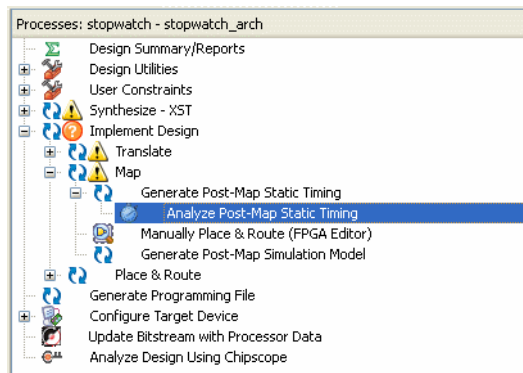 Processes: stopwatch - stopwatch_arch
Design Summary/Reports
Design Utilities
User Constraints
Synthesize - XST
Implement Design
Translate
Map
Generate Post-Map Static Timing
Analyze Post-Map Static Timing
Manually Place & Route (FPGA Editor)
Generate Post-Map Simulation Model
Place & Route
Generate Programming File
Configure Target Device
Update Bitstream with Processor Data
Analyze Design Using Chipscope